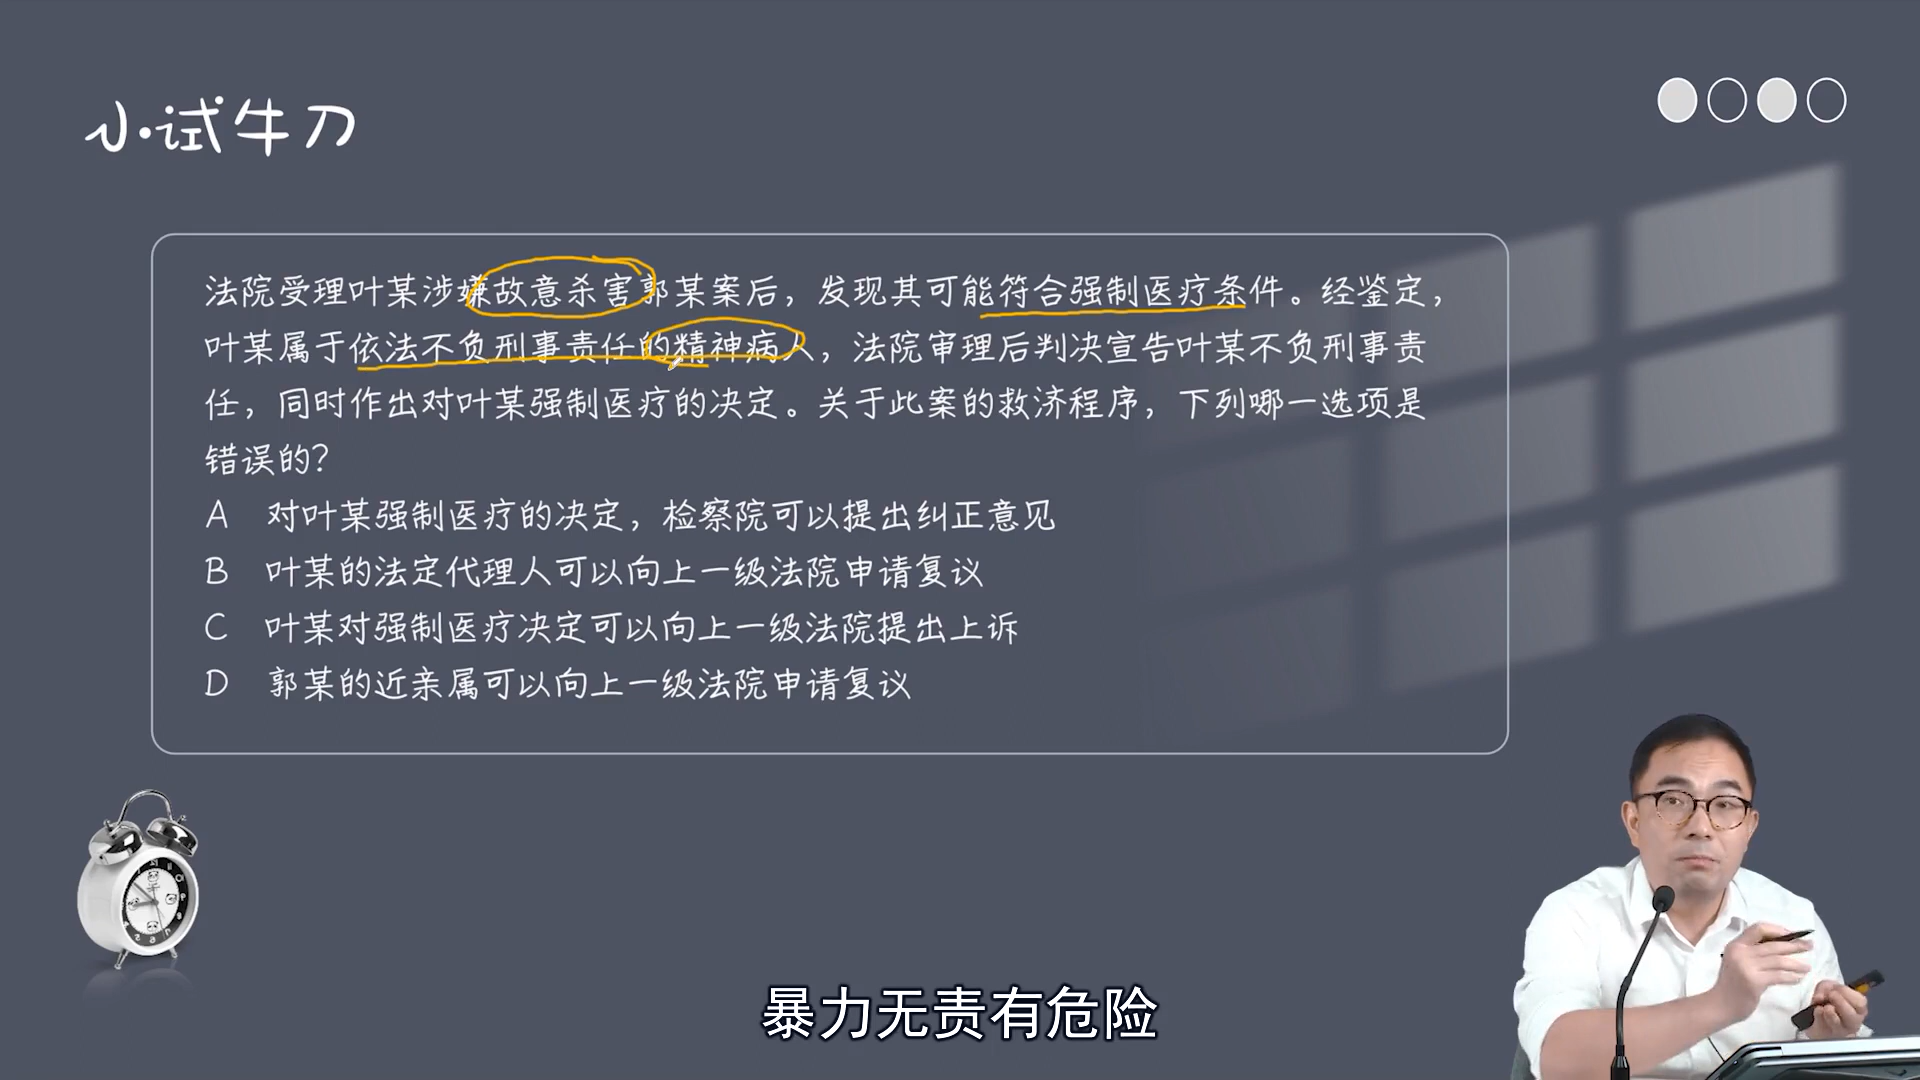 小试牛刀
法院受理叶某涉嫌故意杀害郭某案后，发现其可能符合强制医疗条件。经鉴定，
叶某属于依法不负刑事责任的精神病人，法院审理后判决宣告叶某不负刑事责
任，同时作出对叶某强制医疗的决定。关于此案的救济程序，下列哪一选项是
错误的？
A 对叶某强制医疗的决定，检察院可以提出纠正意见
B 叶某的法定代理人可以向上一级法院申请复议
C 叶某对强制医疗决定可以向上一级法院提出上诉
D 郭某的近亲属可以向上一级法院申请复议
暴力无责有危险